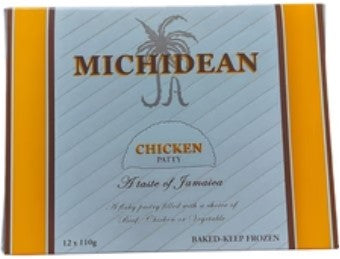 MICHIDEAN
JA
CHICKEN
PATTY
A taste of Jamaica
A flaky pastry filled with a choice of
Beef, Chicken or Vegetable
12 x 110g
BAKED-KEEP FROZEN